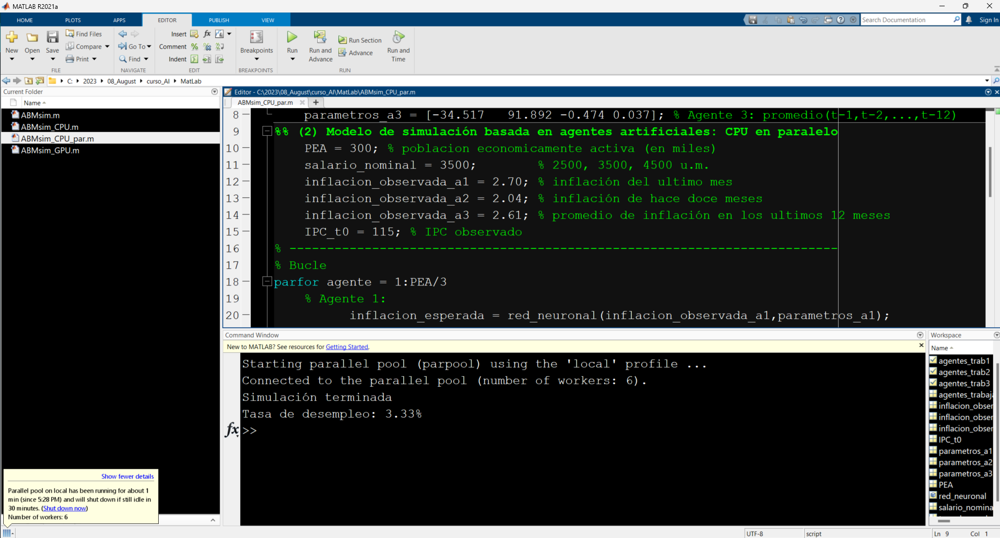 MATLAB R2021a
HOME PLOTS APPS EDITOR PUBLISH VIEW
Search Documentation
Sign In
New Open Save
Find Files
Compare
Print
FILE
Go To
Find
NAVIGATE
Insert
Comment
Indent
EDIT
Breakpoints
BREAKPOINTS
Run
Run and Advance
Run Section
Advance
Run and Time
RUN
C: 2023 08_August curso_AI MatLab
Current Folder
Name
ABMsim.m
ABMsim_CPU.m
ABMsim_CPU_par.m
ABMsim_GPU.m
Editor - C:\2023\08_August\curso_AI\MatLab\ABMsim_CPU_par.m
ABMsim_CPU_par.m
8 parametros_a3 = [-34.517 91.892 -0.474 0.037]; % Agente 3: promedio(t-1,t-2,...,t-12)
9 %% (2) Modelo de simulación basada en agentes artificiales: CPU en paralelo
10 PEA = 300; % poblacion economicamente activa (en miles)
11 salario_nominal = 3500; % 2500, 3500, 4500 u.m.
12 inflacion_observada_a1 = 2.70; % inflación del ultimo mes
13 inflacion_observada_a2 = 2.04; % inflación de hace doce meses
14 inflacion_observada_a3 = 2.61; % promedio de inflación en los ultimos 12 meses
15 IPC_t0 = 115; % IPC observado
16 % -------------------------------------------------------------------------
17 % Bucle
18 parfor agente = 1:PEA/3
19 % Agente 1:
20 inflacion_esperada = red_neuronal(inflacion_observada_a1,parametros_a1);
Command Window
New to MATLAB? See resources for Getting Started.
Starting parallel pool (parpool) using the 'local' profile ...
Connected to the parallel pool (number of workers: 6).
Simulación terminada
Tasa de desempleo: 3.33%
fx >>
Workspace
Name
agentes_trab1
agentes_trab2
agentes_trab3
agentes_trabaj
inflacion_obser
inflacion_obser
inflacion_obser
IPC_t0
parametros_a1
parametros_a2
parametros_a3
PEA
red_neuronal
salario_nomina
Show fewer details
Parallel pool on local has been running for about 1
min (since 5:28 PM) and will shut down if still idle in
30 minutes. (Shut down now)
Number of workers: 6
UTF-8 script Ln 9 Col 1